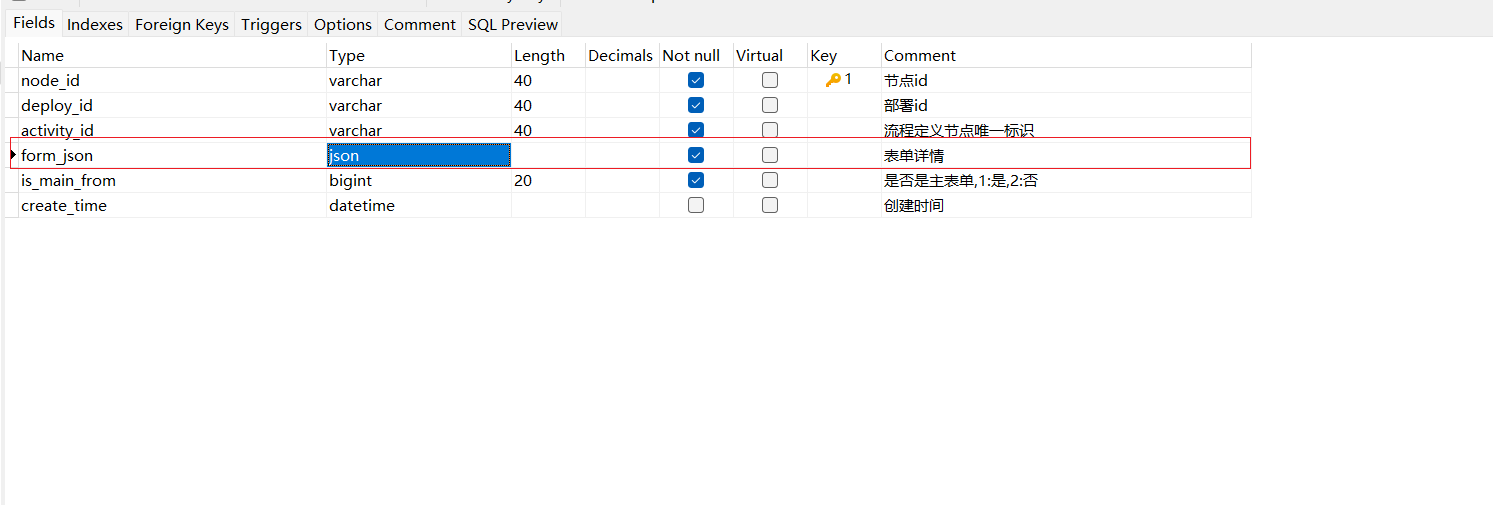 Fields Indexes Foreign Keys Triggers Options Comment SQL Preview
Name Type Length Decimals Not null Virtual Key Comment
node_id varchar 40 1 节点id
deploy_id varchar 40 部署id
activity_id varchar 40 流程定义节点唯一标识
form_json json 表单详情
is_main_from bigint 20 是否是主表单,1:是,2:否
create_time datetime 创建时间